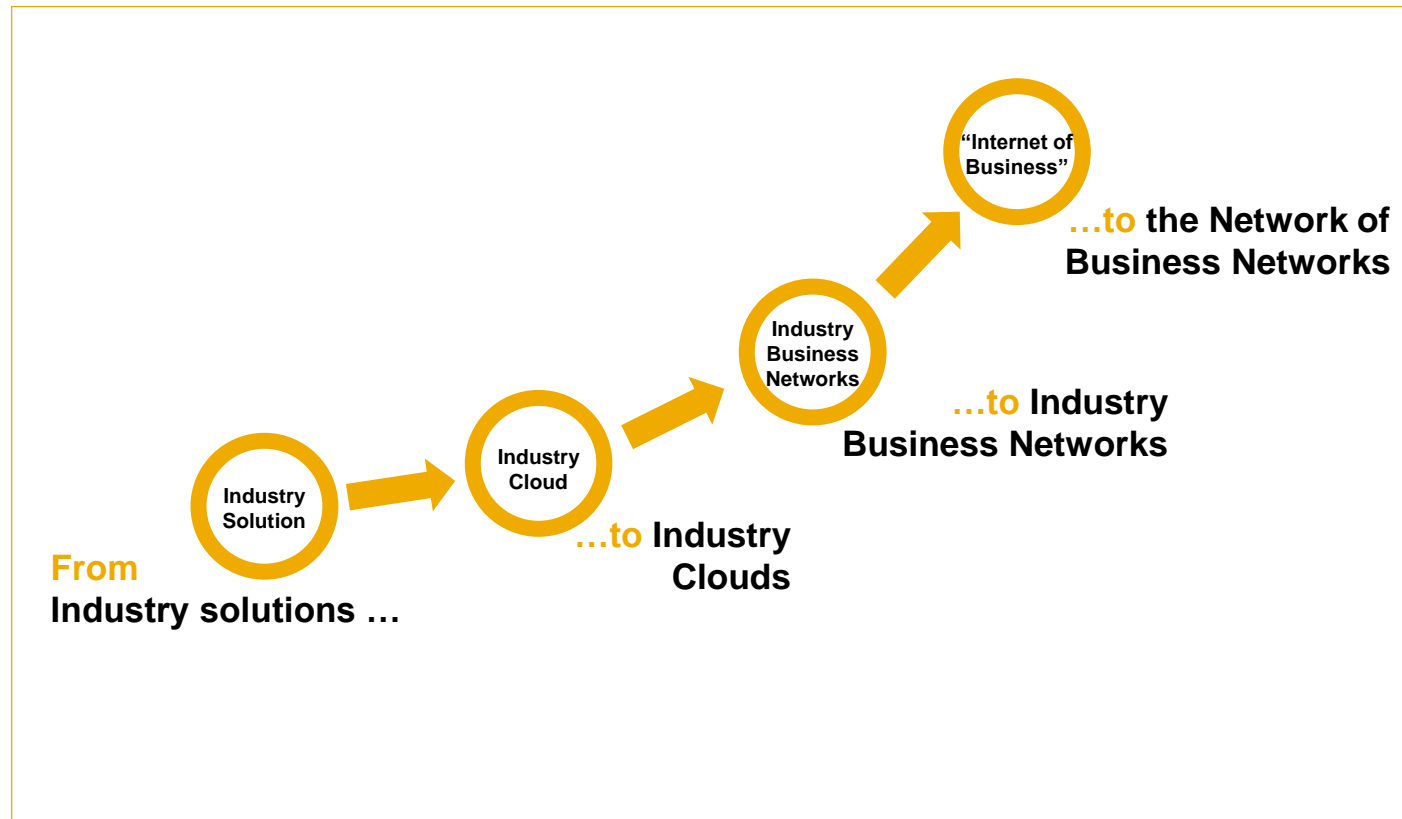 Industry
Solution
From
Industry solutions …
Industry
Cloud
…to Industry
Clouds
Industry
Business
Networks
…to Industry
Business Networks
“Internet of
Business”
…to the Network of
Business Networks